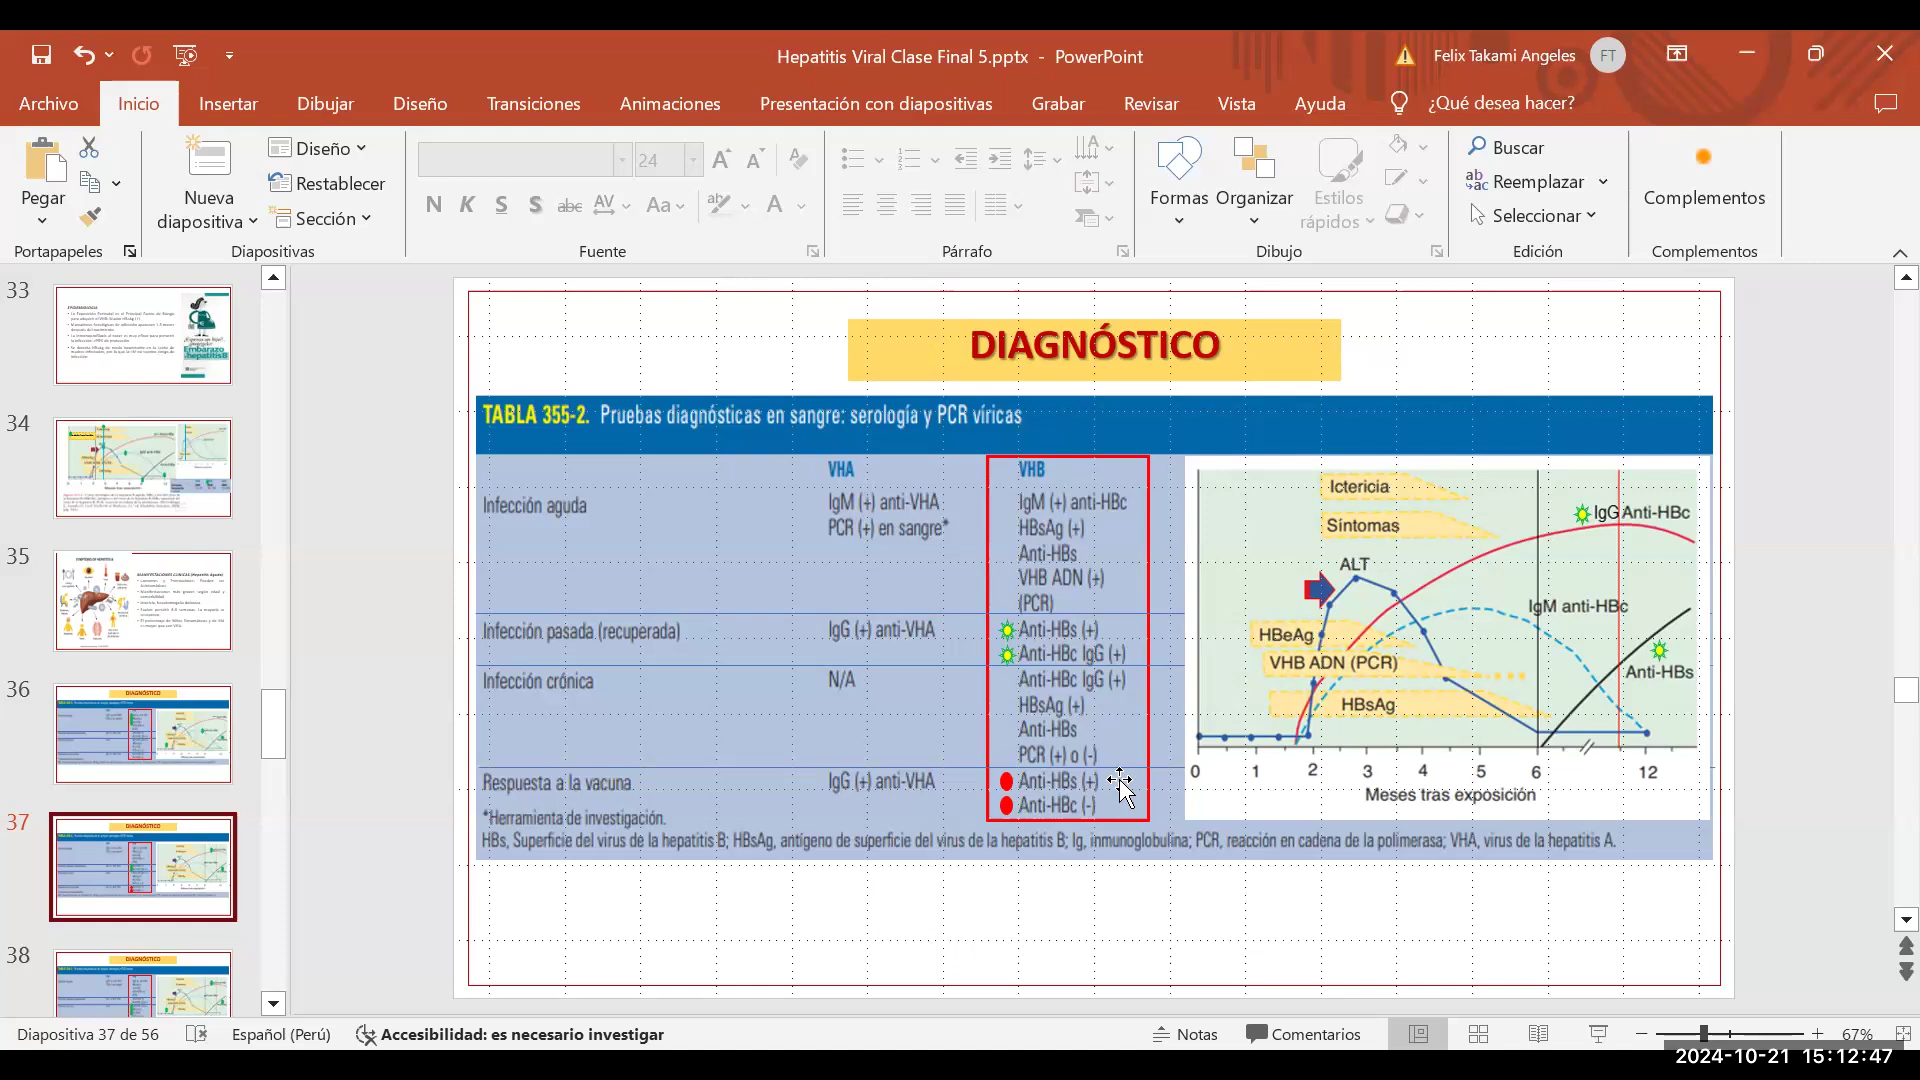 Hepatitis Viral Clase Final 5.pptx - PowerPoint
Felix Takami Angeles
FT
Archivo
Inicio
Insertar
Dibujar
Diseño
Transiciones
Animaciones
Presentación con diapositivas
Grabar
Revisar
Vista
Ayuda
¿Qué desea hacer?
Pegar
Portapapeles
Nueva
diapositiva
Diseño
Restablecer
Sección
Diapositivas
24
N K S S abc AV Aa A
Fuente
Párrafo
Formas
Organizar
Estilos
rápidos
Dibujo
Buscar
Reemplazar
Seleccionar
Edición
Complementos
Complementos
33
34
35
36
37
38
DIAGNÓSTICO
TABLA 355-2. Pruebas diagnósticas en sangre: serología y PCR víricas
VHA
VHB
Infección aguda
IgM (+) anti-VHA
PCR (+) en sangre*
IgM (+) anti-HBc
HBsAg (+)
Anti-HBs
VHB ADN (+)
(PCR)
Infección pasada (recuperada)
IgG (+) anti-VHA
Anti-HBs (+)
Anti-HBc IgG (+)
Infección crónica
N/A
Anti-HBc IgG (+)
HBsAg (+)
Anti-HBs
PCR (+) o (-)
Respuesta a la vacuna
IgG (+) anti-VHA
Anti-HBs (+)
Anti-HBc (-)
*Herramienta de investigación.
HBs, Superficie del virus de la hepatitis B; HBsAg, antígeno de superficie del virus de la hepatitis B; Ig, inmunoglobulina; PCR, reacción en cadena de la polimerasa; VHA, virus de la hepatitis A.
Ictericia
Síntomas
ALT
IgG Anti-HBc
IgM anti-HBc
HBeAg
VHB ADN (PCR)
HBsAg
Anti-HBs
0 1 2 3 4 5 6 12
Meses tras exposición
Diapositiva 37 de 56
Español (Perú)
Accesibilidad: es necesario investigar
Notas
Comentarios
67%
2024-10-21 15:12:47